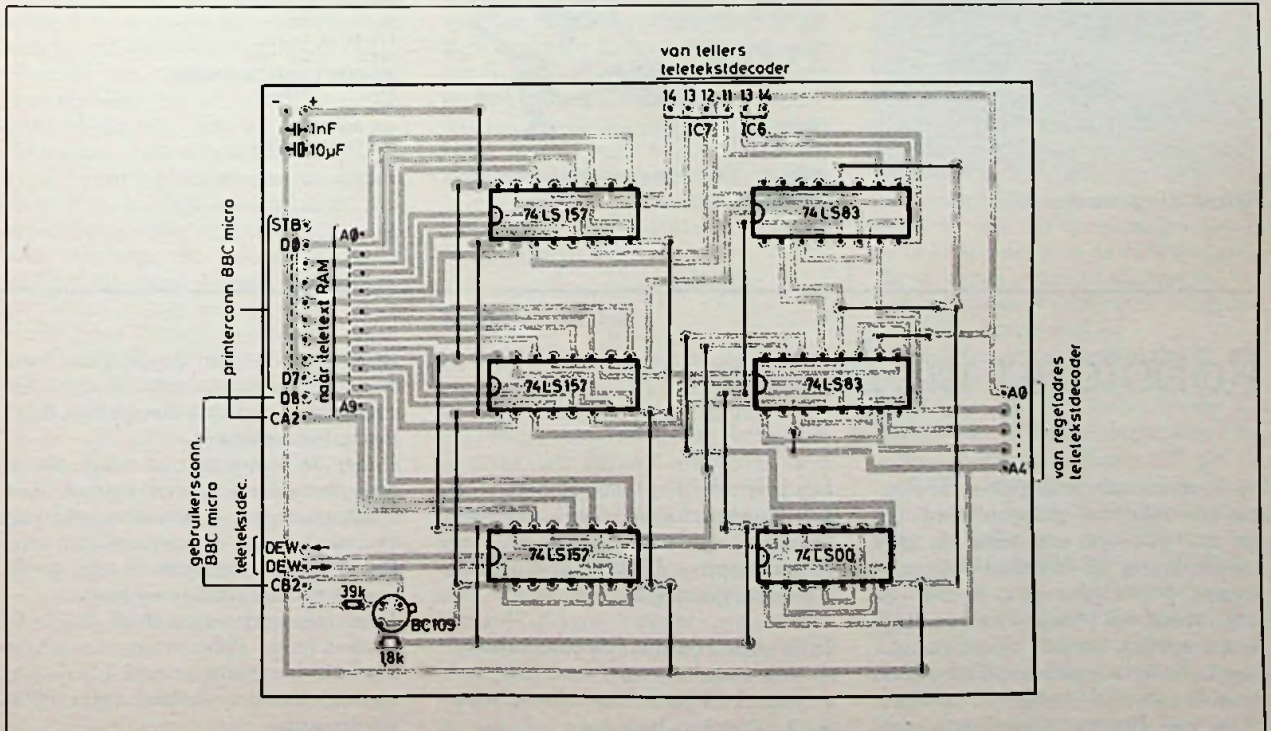 van tellers
teletekstdecoder
14 13 12 11 13 14
IC7 IC6
- +
1nF
10µF
74LS157
74LS83
STB
D0
A0
printerconn BBC micro
naar teletext RAM
D7
D8
A9
CA2
74LS157
74LS83
A0
A4
van regeladres
teletekstdecoder
gebruikersconn
BBC micro
teletekstdec.
DEW
DEW
CB2
74LS157
74LS00
39k
BC109
1,8k